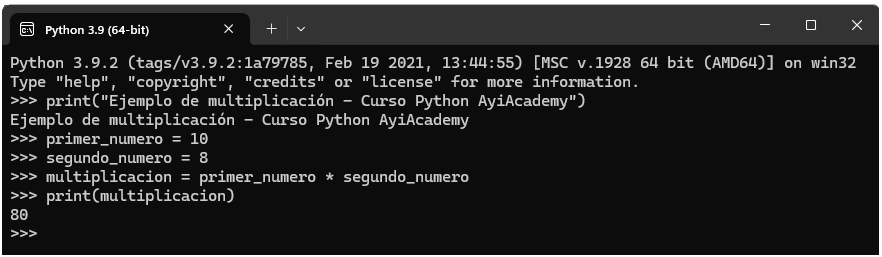 Python 3.9 (64-bit)
Python 3.9.2 (tags/v3.9.2:1a79785, Feb 19 2021, 13:44:55) [MSC v.1928 64 bit (AMD64)] on win32
Type "help", "copyright", "credits" or "license" for more information.
>>> print("Ejemplo de multiplicación – Curso Python AyiAcademy")
Ejemplo de multiplicación – Curso Python AyiAcademy
>>> primer_numero = 10
>>> segundo_numero = 8
>>> multiplicacion = primer_numero * segundo_numero
>>> print(multiplicacion)
80
>>>